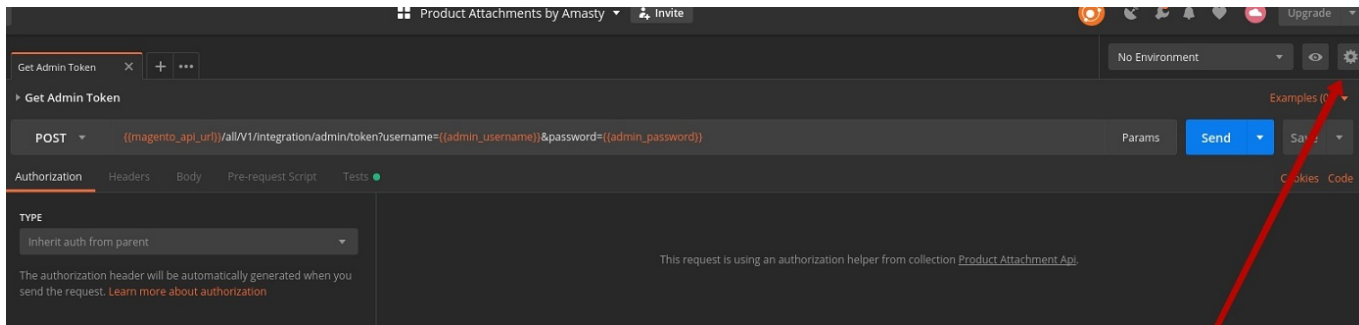 Product Attachments by Amasty
Invite
Upgrade
Get Admin Token
No Environment
Get Admin Token
Examples (0)
POST
{{magento_api_url}}/all/V1/integration/admin/token?username={{admin_username}}&password={{admin_password}}
Params
Send
Save
Authorization
Headers
Body
Pre-request Script
Tests
Cookies
Code
TYPE
Inherit auth from parent
The authorization header will be automatically generated when you
send the request. Learn more about authorization
This request is using an authorization helper from collection Product Attachment Api.